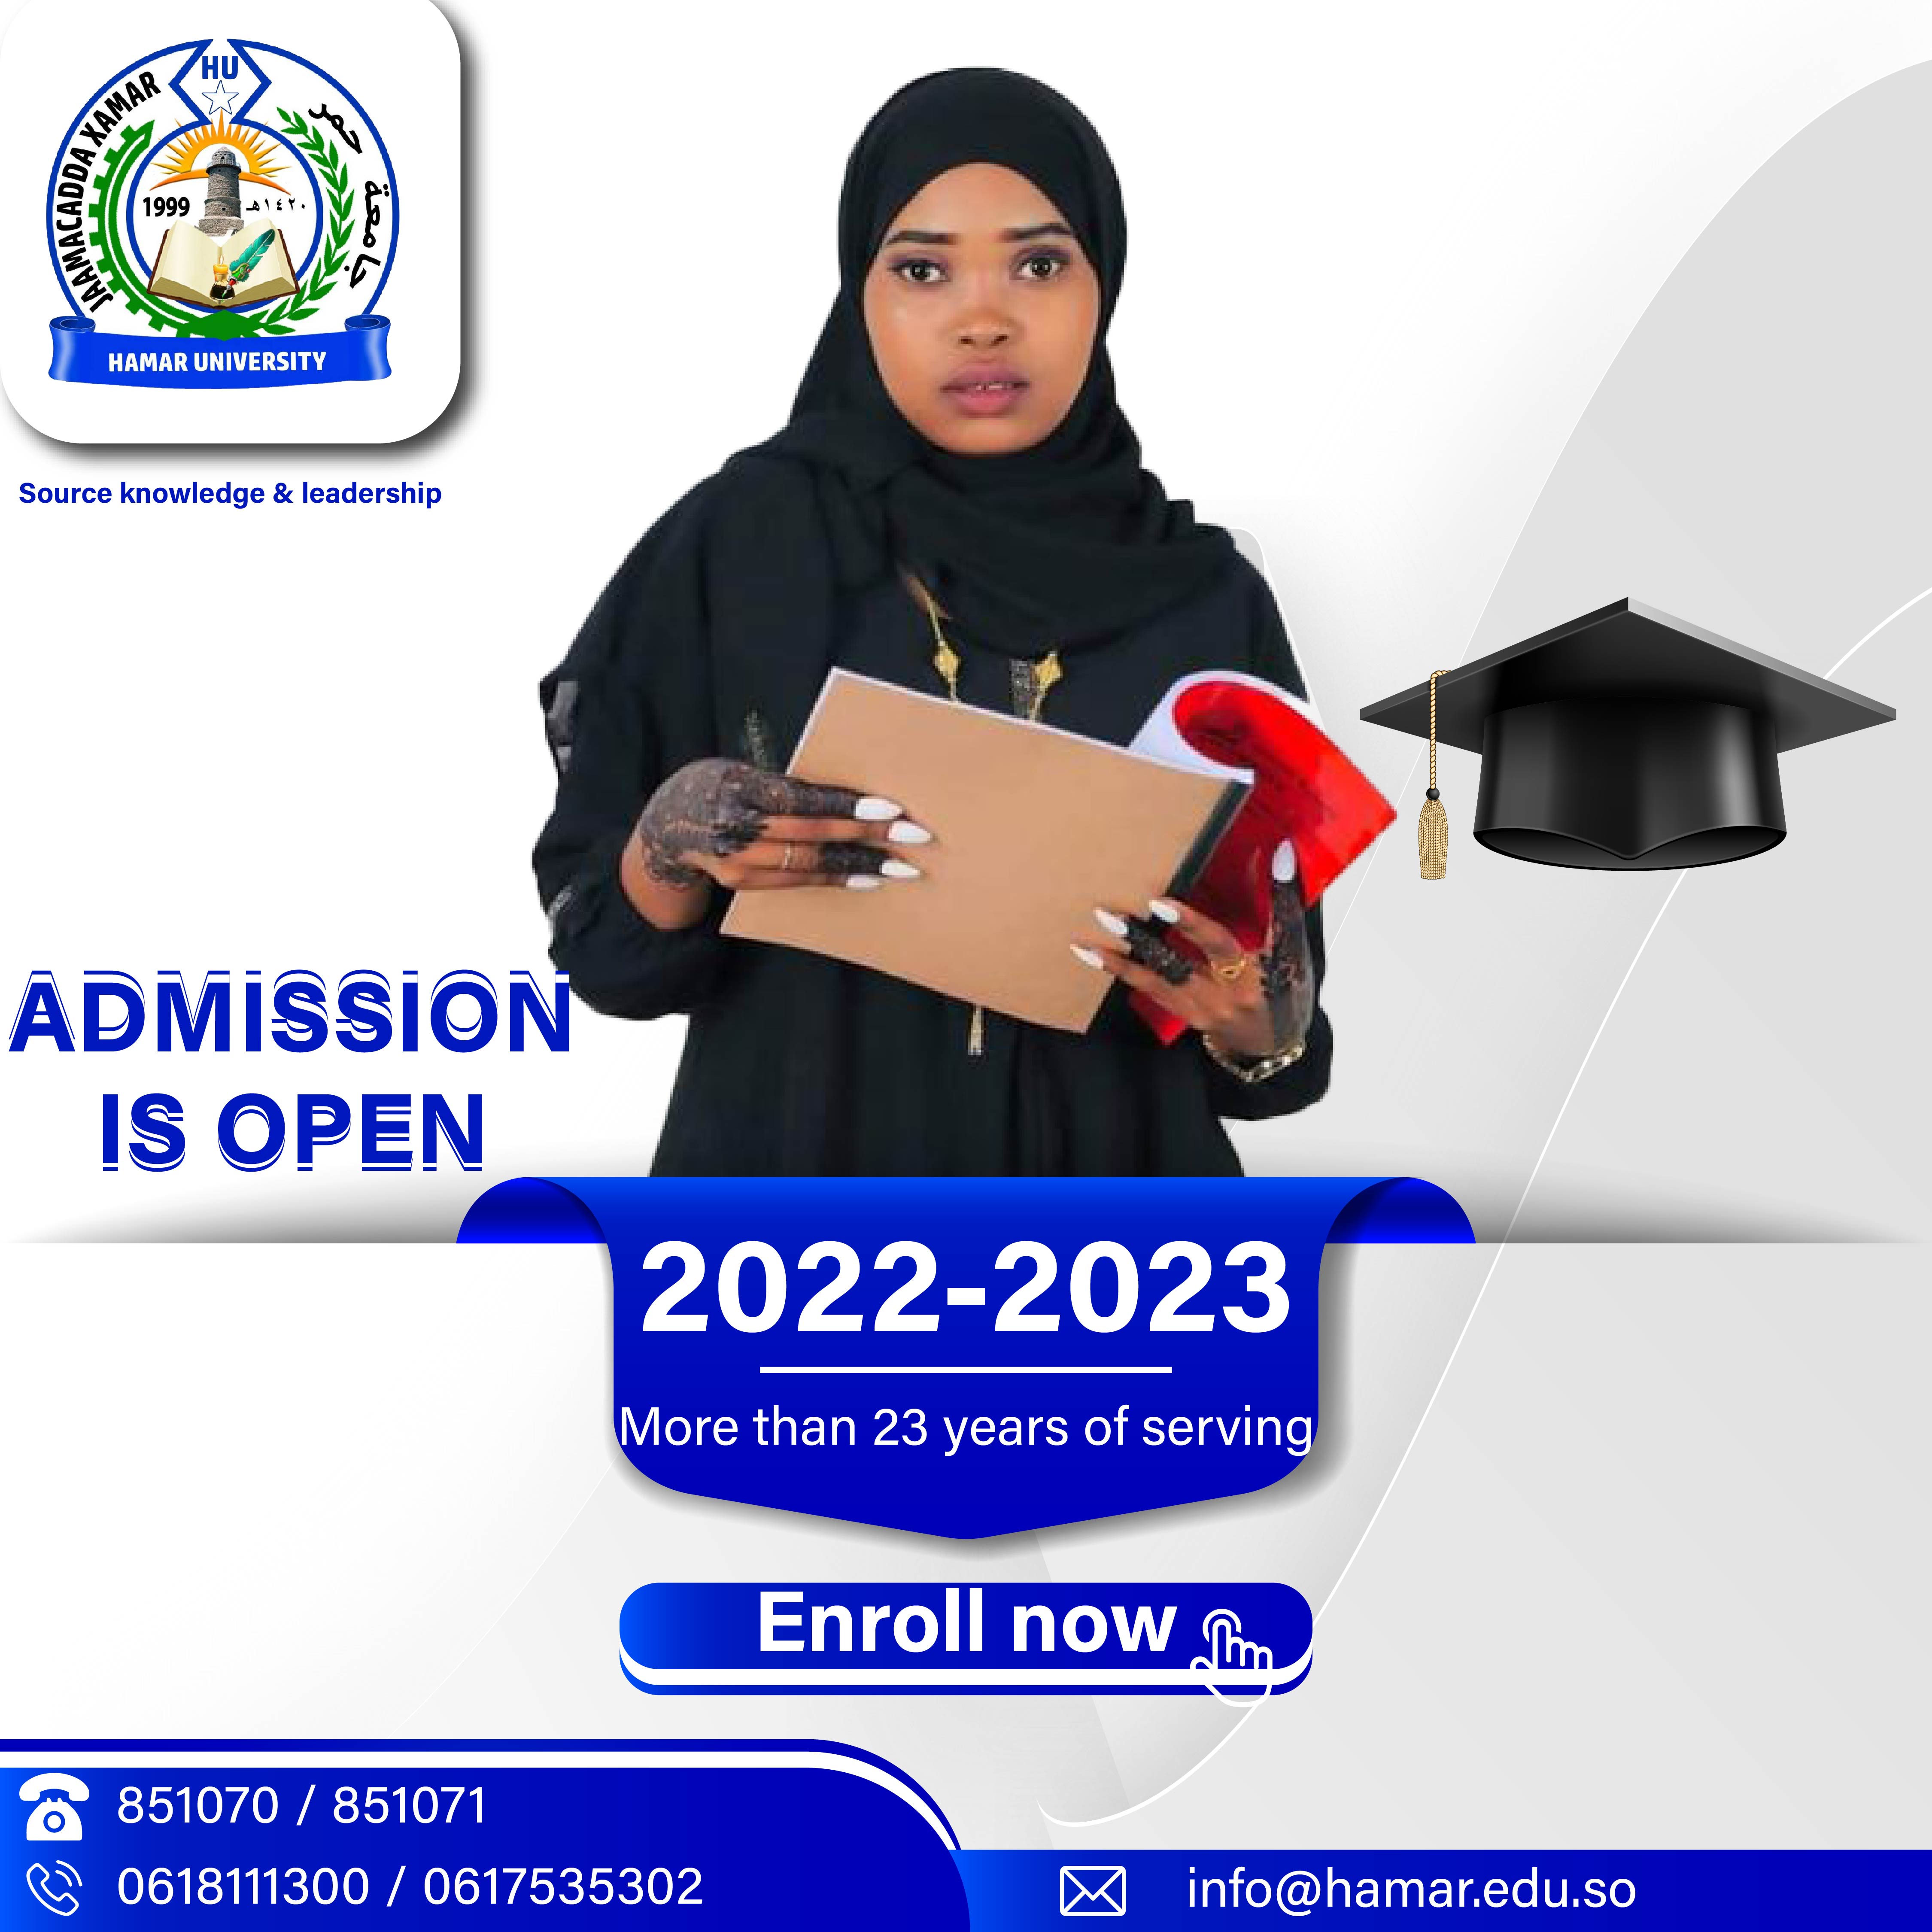 HU
JAAMACADDA XAMAR
جامعة حمر
1999
١٤٢٠هـ
HAMAR UNIVERSITY
Source knowledge & leadership
ADMISSION
IS OPEN
2022-2023
More than 23 years of serving
Enroll now
851070 / 851071
0618111300 / 0617535302
info@hamar.edu.so